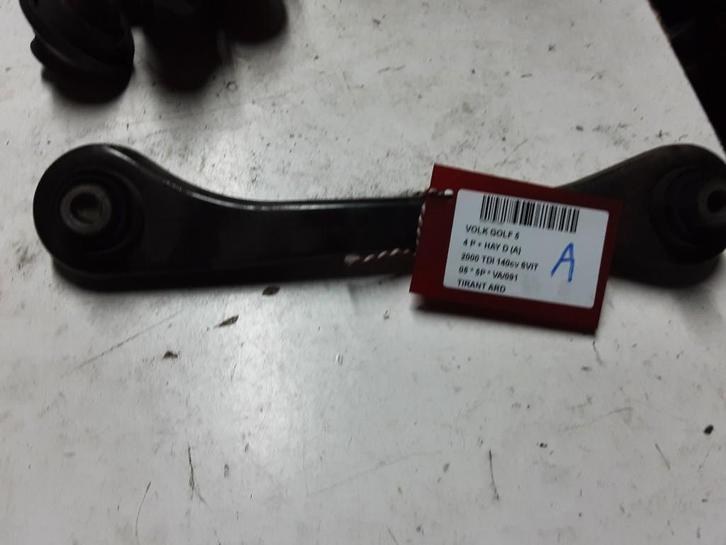 VOLK GOLF 5
4 P + HAY D (A)
2000 TDI 140cv 6VIT
05 * 5P * VA/091
TIRANT ARD
A